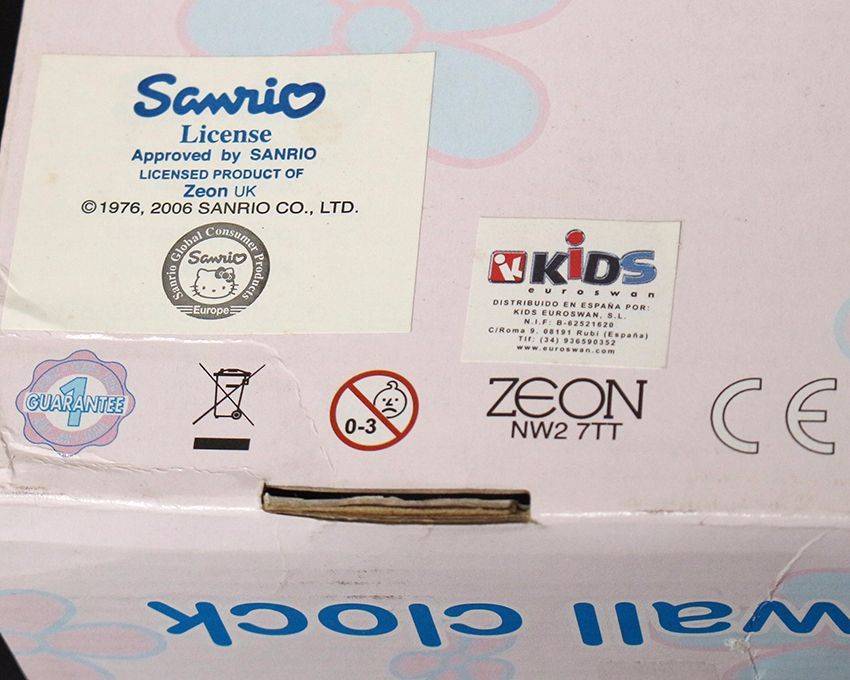 Sanrio
License
Approved by SANRIO
LICENSED PRODUCT OF
Zeon UK
©1976, 2006 SANRIO CO., LTD.
Sanrio Global Consumer Products
Sanrio
Europe
KIDS
euroswan
DISTRIBUIDO EN ESPAÑA POR:
KIDS EUROSWAN, S.L.
N.I.F: B-62521620
C/Roma 9. 08191 Rubí (España)
Tlf: (34) 936590352
www.euroswan.com
1
GUARANTEE
0-3
ZEON
NW2 7TT
CE
wall clock